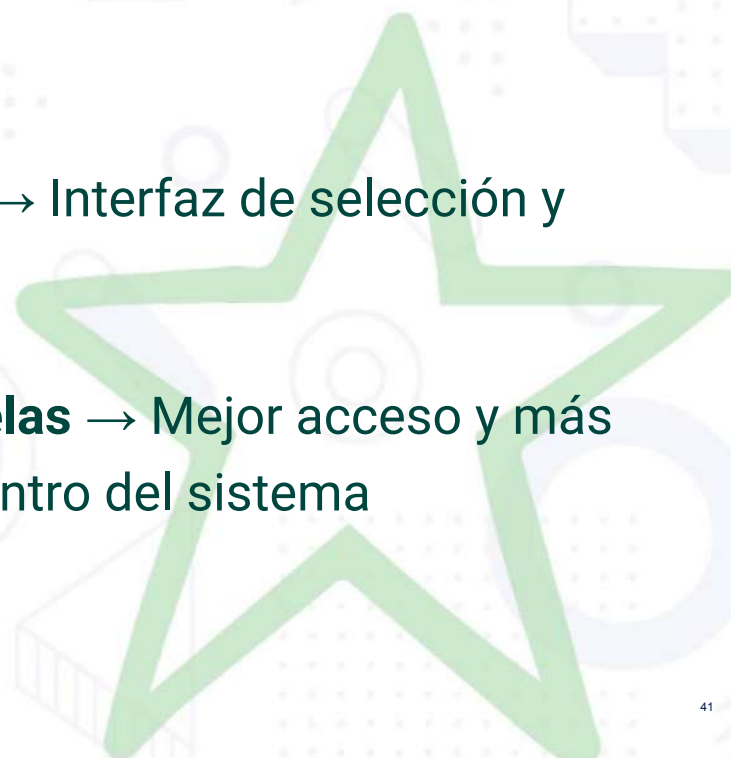 → Interfaz de selección y
elas → Mejor acceso y más
ntro del sistema
41